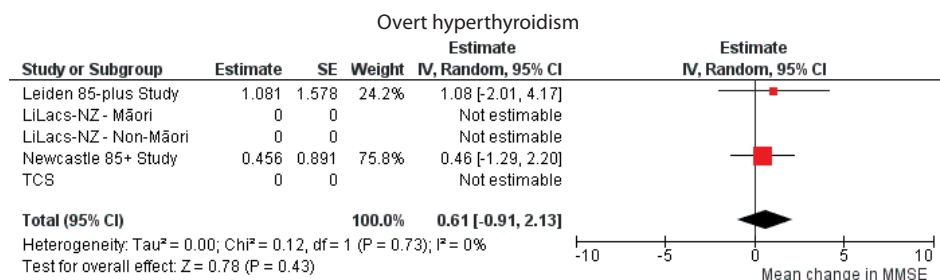 Overt hyperthyroidism
Estimate Estimate
Study or Subgroup Estimate SE Weight IV, Random, 95% CI IV, Random, 95% CI
Leiden 85-plus Study 1.081 1.578 24.2% 1.08 [-2.01, 4.17]
LiLacs-NZ - Māori 0 0 Not estimable
LiLacs-NZ - Non-Māori 0 0 Not estimable
Newcastle 85+ Study 0.456 0.891 75.8% 0.46 [-1.29, 2.20]
TCS 0 0 Not estimable
Total (95% CI) 100.0% 0.61 [-0.91, 2.13]
Heterogeneity: Tau² = 0.00; Chi² = 0.12, df = 1 (P = 0.73); I² = 0%
Test for overall effect: Z = 0.78 (P = 0.43)
-10 -5 0 5 10
Mean change in MMSE